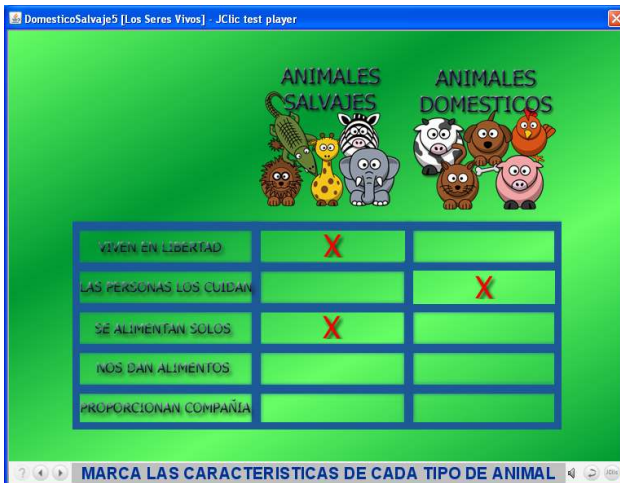 DomesticoSalvaje5 [Los Seres Vivos] - JClic test player
ANIMALES
SALVAJES
ANIMALES
DOMESTICOS
VIVEN EN LIBERTAD
X
LAS PERSONAS LOS CUIDAN
X
SE ALIMENTAN SOLOS
X
NOS DAN ALIMENTOS
PROPORCIONAN COMPAÑIA
?
MARCA LAS CARACTERISTICAS DE CADA TIPO DE ANIMAL
JClic